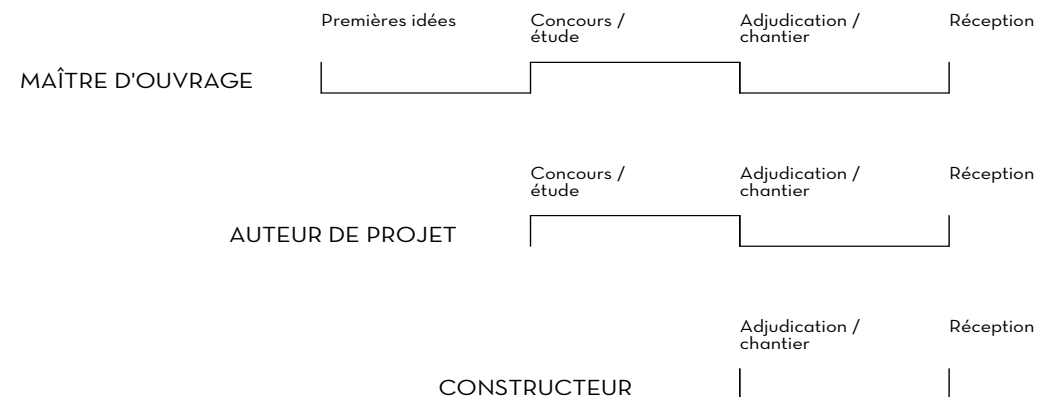 Premières idées
Concours /
étude
Adjudication /
chantier
Réception
MAÎTRE D'OUVRAGE
Concours /
étude
Adjudication /
chantier
Réception
AUTEUR DE PROJET
Adjudication /
chantier
Réception
CONSTRUCTEUR